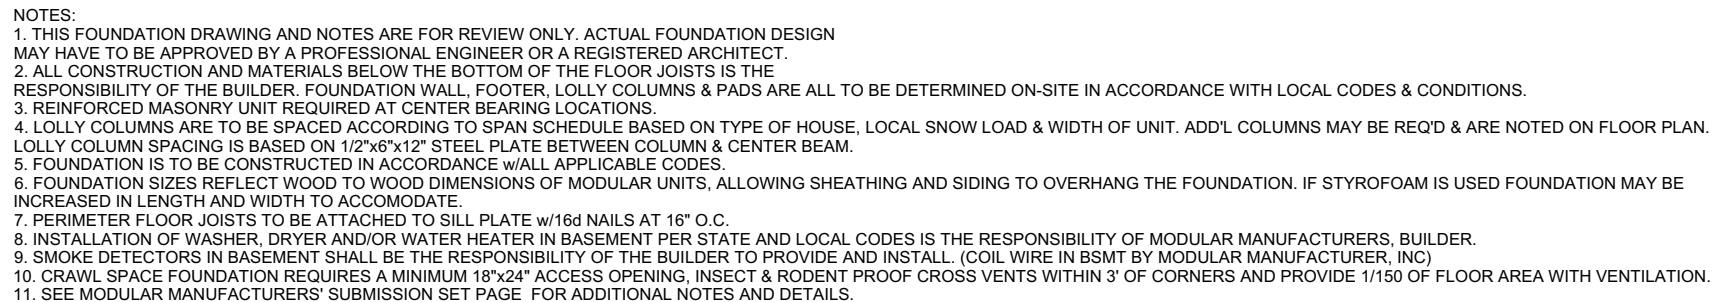 NOTES:
1. THIS FOUNDATION DRAWING AND NOTES ARE FOR REVIEW ONLY. ACTUAL FOUNDATION DESIGN
MAY HAVE TO BE APPROVED BY A PROFESSIONAL ENGINEER OR A REGISTERED ARCHITECT.
2. ALL CONSTRUCTION AND MATERIALS BELOW THE BOTTOM OF THE FLOOR JOISTS IS THE
RESPONSIBILITY OF THE BUILDER. FOUNDATION WALL, FOOTER, LOLLY COLUMNS & PADS ARE ALL TO BE DETERMINED ON-SITE IN ACCORDANCE WITH LOCAL CODES & CONDITIONS.
3. REINFORCED MASONRY UNIT REQUIRED AT CENTER BEARING LOCATIONS.
4. LOLLY COLUMNS ARE TO BE SPACED ACCORDING TO SPAN SCHEDULE BASED ON TYPE OF HOUSE, LOCAL SNOW LOAD & WIDTH OF UNIT. ADD'L COLUMNS MAY BE REQ'D & ARE NOTED ON FLOOR PLAN.
LOLLY COLUMN SPACING IS BASED ON 1/2"x6"x12" STEEL PLATE BETWEEN COLUMN & CENTER BEAM.
5. FOUNDATION IS TO BE CONSTRUCTED IN ACCORDANCE w/ALL APPLICABLE CODES.
6. FOUNDATION SIZES REFLECT WOOD TO WOOD DIMENSIONS OF MODULAR UNITS, ALLOWING SHEATHING AND SIDING TO OVERHANG THE FOUNDATION. IF STYROFOAM IS USED FOUNDATION MAY BE
INCREASED IN LENGTH AND WIDTH TO ACCOMODATE.
7. PERIMETER FLOOR JOISTS TO BE ATTACHED TO SILL PLATE w/16d NAILS AT 16" O.C.
8. INSTALLATION OF WASHER, DRYER AND/OR WATER HEATER IN BASEMENT PER STATE AND LOCAL CODES IS THE RESPONSIBILITY OF MODULAR MANUFACTURERS, BUILDER.
9. SMOKE DETECTORS IN BASEMENT SHALL BE THE RESPONSIBILITY OF THE BUILDER TO PROVIDE AND INSTALL. (COIL WIRE IN BSMT BY MODULAR MANUFACTURER, INC)
10. CRAWL SPACE FOUNDATION REQUIRES A MINIMUM 18"x24" ACCESS OPENING, INSECT & RODENT PROOF CROSS VENTS WITHIN 3' OF CORNERS AND PROVIDE 1/150 OF FLOOR AREA WITH VENTILATION.
11. SEE MODULAR MANUFACTURERS' SUBMISSION SET PAGE FOR ADDITIONAL NOTES AND DETAILS.